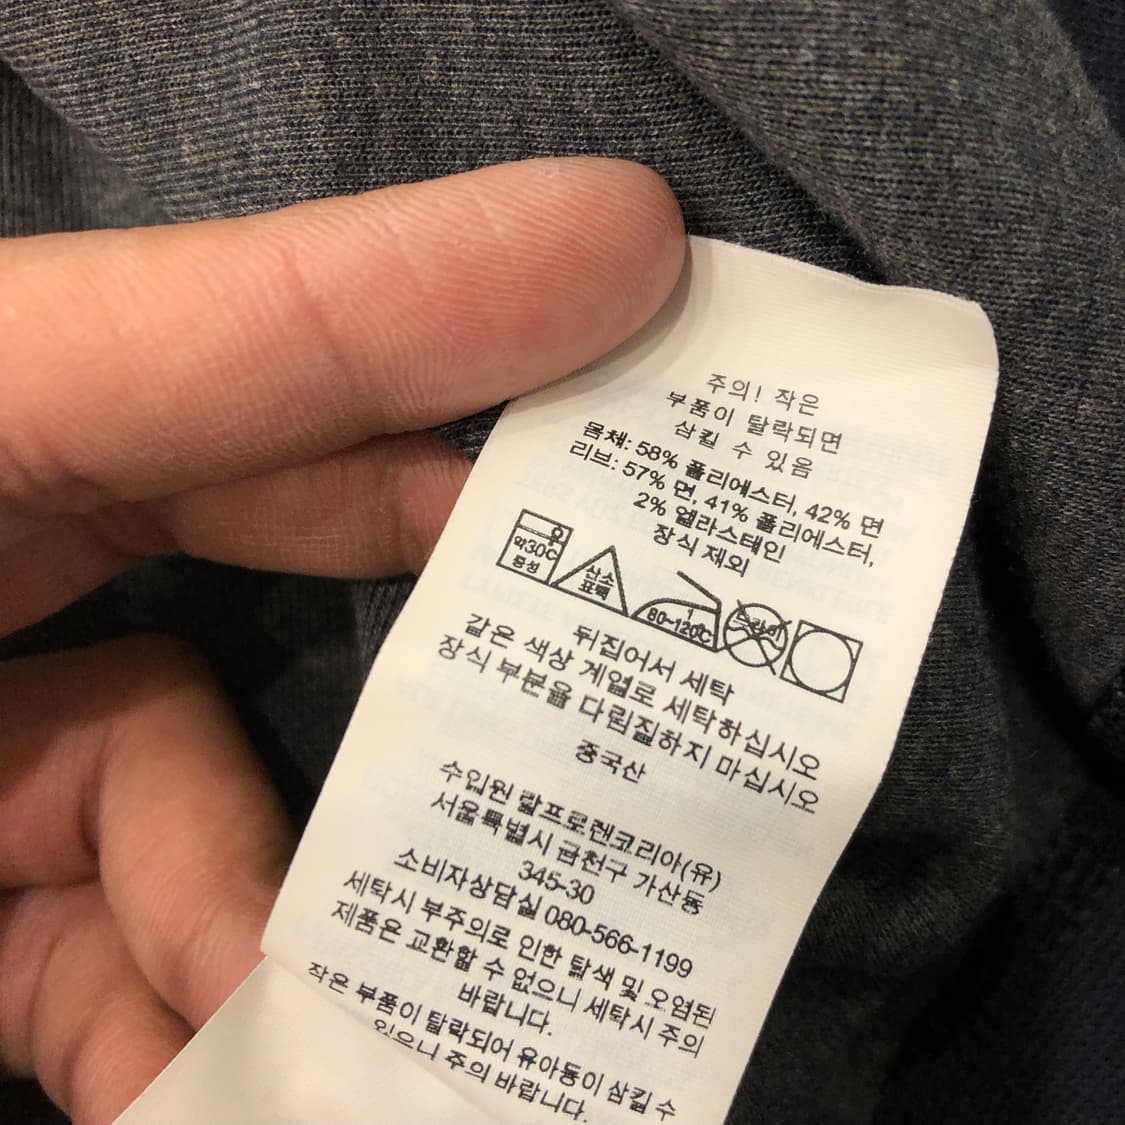 주의! 작은
부품이 탈락되면
삼킬 수 있음
몸체: 58% 폴리에스터, 42% 면
리브: 57% 면, 41% 폴리에스터,
2% 엘라스테인
장식 제외
약30℃
중성
산소
표백
1
80~120℃
드라이
뒤집어서 세탁
같은 색상 계열로 세탁하십시오
장식 부분을 다림질하지 마십시오
중국산
수입원 랄프로렌코리아(유)
서울특별시 금천구 가산동
345-30
소비자상담실 080-566-1199
세탁시 부주의로 인한 탈색 및 오염된
제품은 교환할 수 없으니 세탁시 주의
바랍니다.
작은 부품이 탈락되어 유아동이 삼킬 수
있으니 주의 바랍니다.